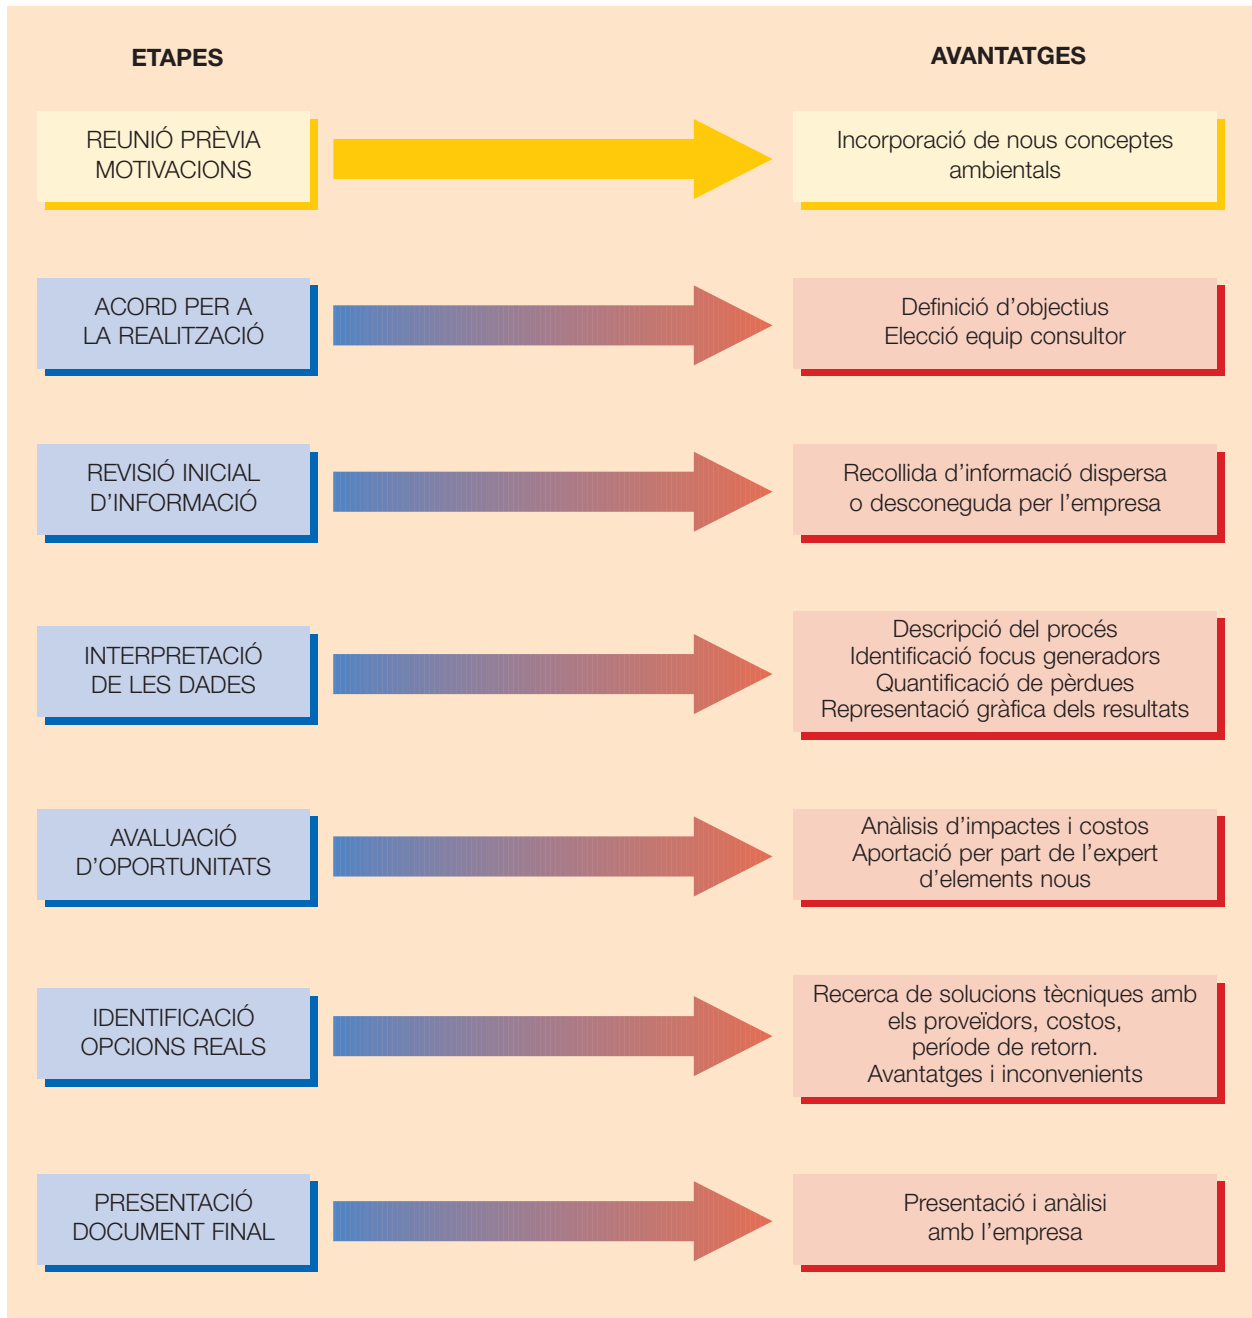 ETAPES
AVANTATGES
REUNIÓ PRÈVIA
MOTIVACIONS
Incorporació de nous conceptes
ambientals
ACORD PER A
LA REALITZACIÓ
Definició d’objectius
Elecció equip consultor
REVISIÓ INICIAL
D’INFORMACIÓ
Recollida d’informació dispersa
o desconeguda per l’empresa
INTERPRETACIÓ
DE LES DADES
Descripció del procés
Identificació focus generadors
Quantificació de pèrdues
Representació gràfica dels resultats
AVALUACIÓ
D’OPORTUNITATS
Anàlisis d’impactes i costos
Aportació per part de l’expert
d’elements nous
IDENTIFICACIÓ
OPCIONS REALS
Recerca de solucions tècniques amb
els proveïdors, costos,
període de retorn.
Avantatges i inconvenients
PRESENTACIÓ
DOCUMENT FINAL
Presentació i anàlisi
amb l’empresa